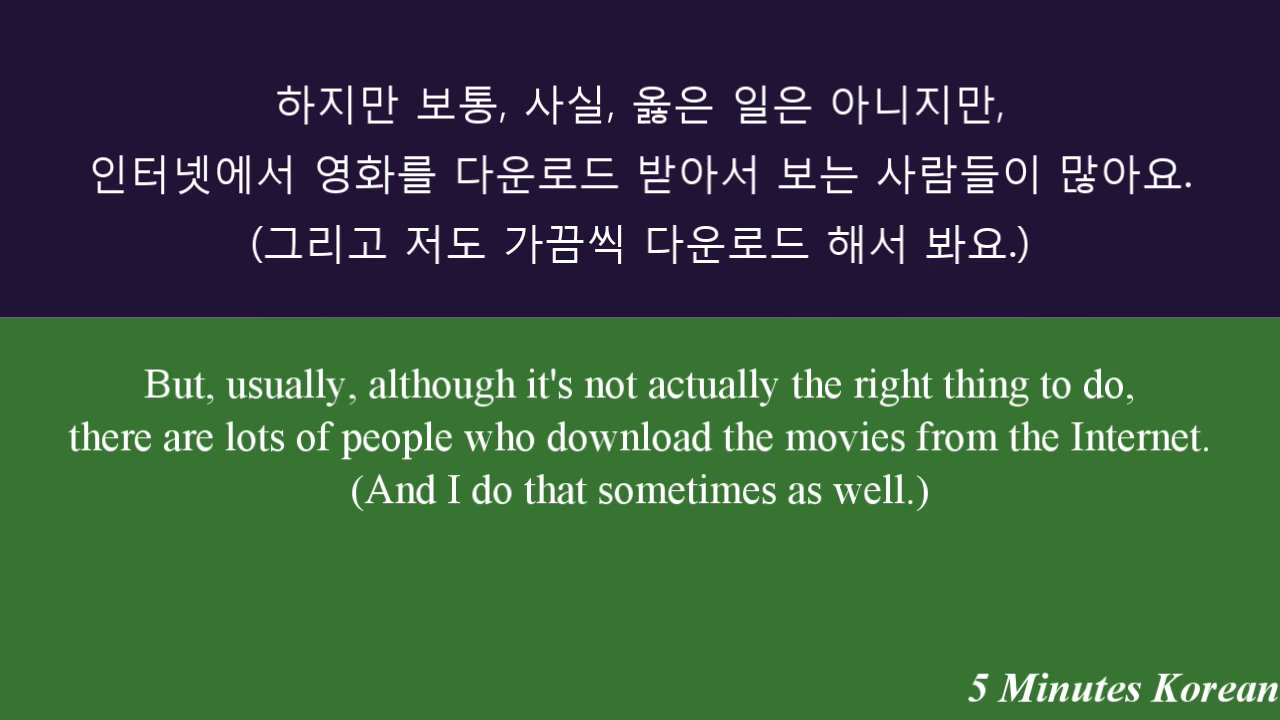 하지만 보통, 사실, 옳은 일은 아니지만,
인터넷에서 영화를 다운로드 받아서 보는 사람들이 많아요.
(그리고 저도 가끔씩 다운로드 해서 봐요.)
But, usually, although it's not actually the right thing to do,
there are lots of people who download the movies from the Internet.
(And I do that sometimes as well.)
5 Minutes Korean